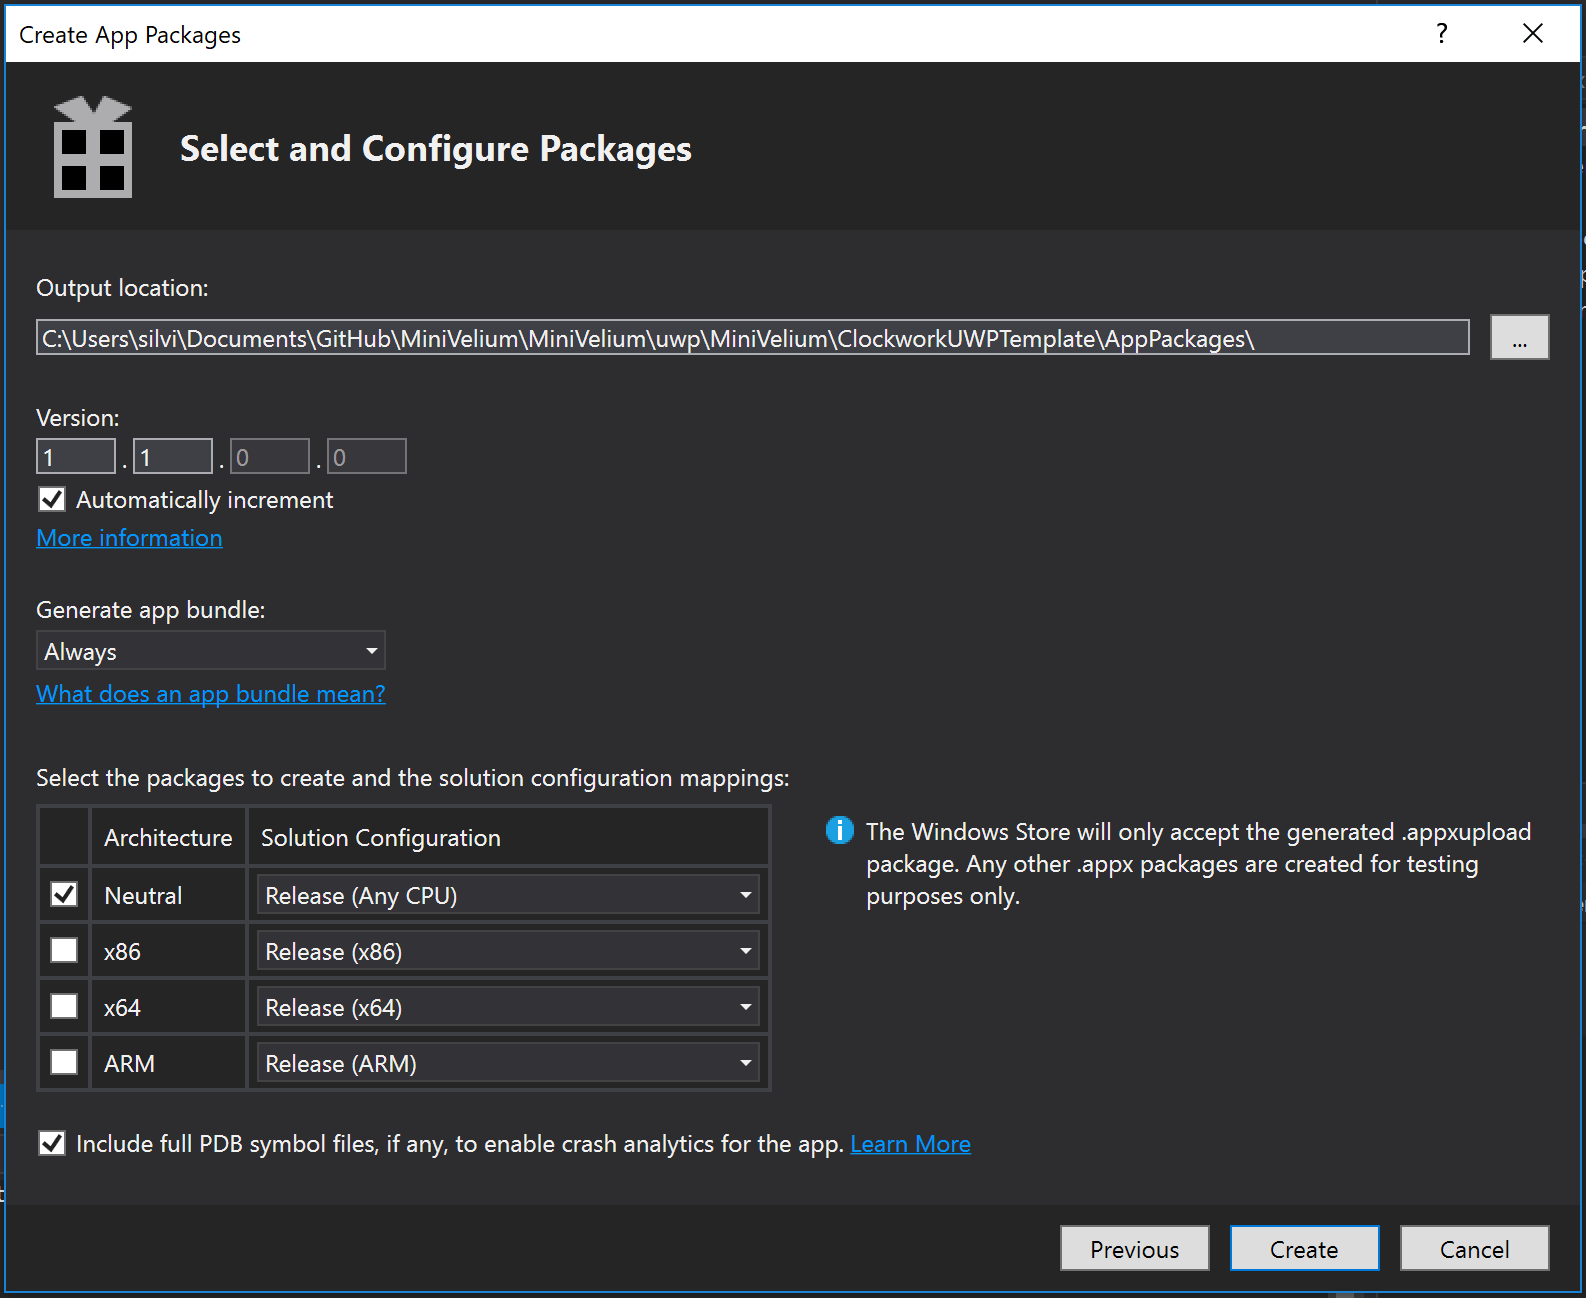 Create App Packages
?
Select and Configure Packages
Output location:
C:\Users\silvi\Documents\GitHub\MiniVelium\MiniVelium\uwp\MiniVelium\ClockworkUWPTemplate\AppPackages\
...
Version:
1 . 1 . 0 . 0
Automatically increment
More information
Generate app bundle:
Always
What does an app bundle mean?
Select the packages to create and the solution configuration mappings:
Architecture Solution Configuration
Neutral Release (Any CPU)
x86 Release (x86)
x64 Release (x64)
ARM Release (ARM)
The Windows Store will only accept the generated .appxupload
package. Any other .appx packages are created for testing
purposes only.
Include full PDB symbol files, if any, to enable crash analytics for the app. Learn More
Previous Create Cancel